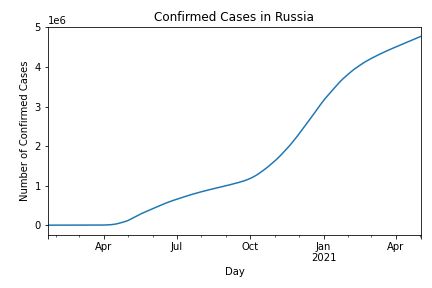 Confirmed Cases in Russia
1e6
5
4
3
2
1
0
Number of Confirmed Cases
Apr Jul Oct Jan Apr
2021
Day